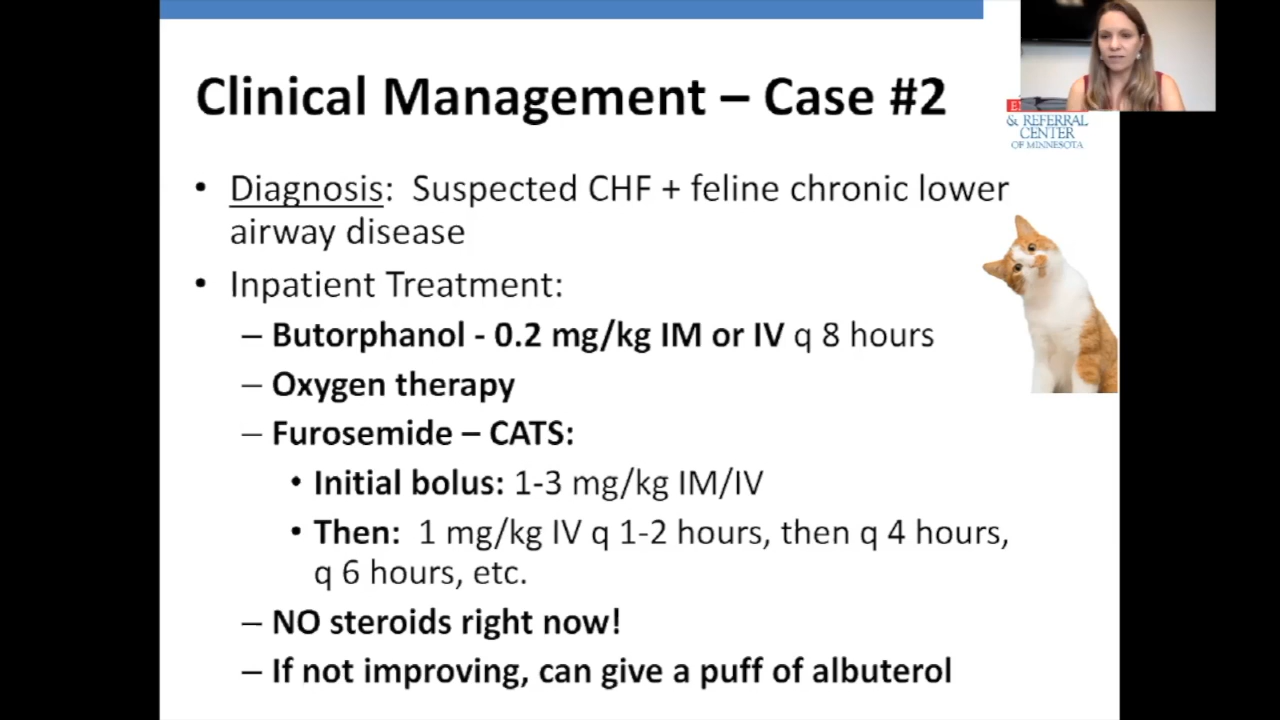 Clinical Management – Case #2
E
& REFERRAL
CENTER
OF MINNESOTA
• Diagnosis: Suspected CHF + feline chronic lower
airway disease
• Inpatient Treatment:
– Butorphanol - 0.2 mg/kg IM or IV q 8 hours
– Oxygen therapy
– Furosemide – CATS:
• Initial bolus: 1-3 mg/kg IM/IV
• Then: 1 mg/kg IV q 1-2 hours, then q 4 hours,
q 6 hours, etc.
– NO steroids right now!
– If not improving, can give a puff of albuterol